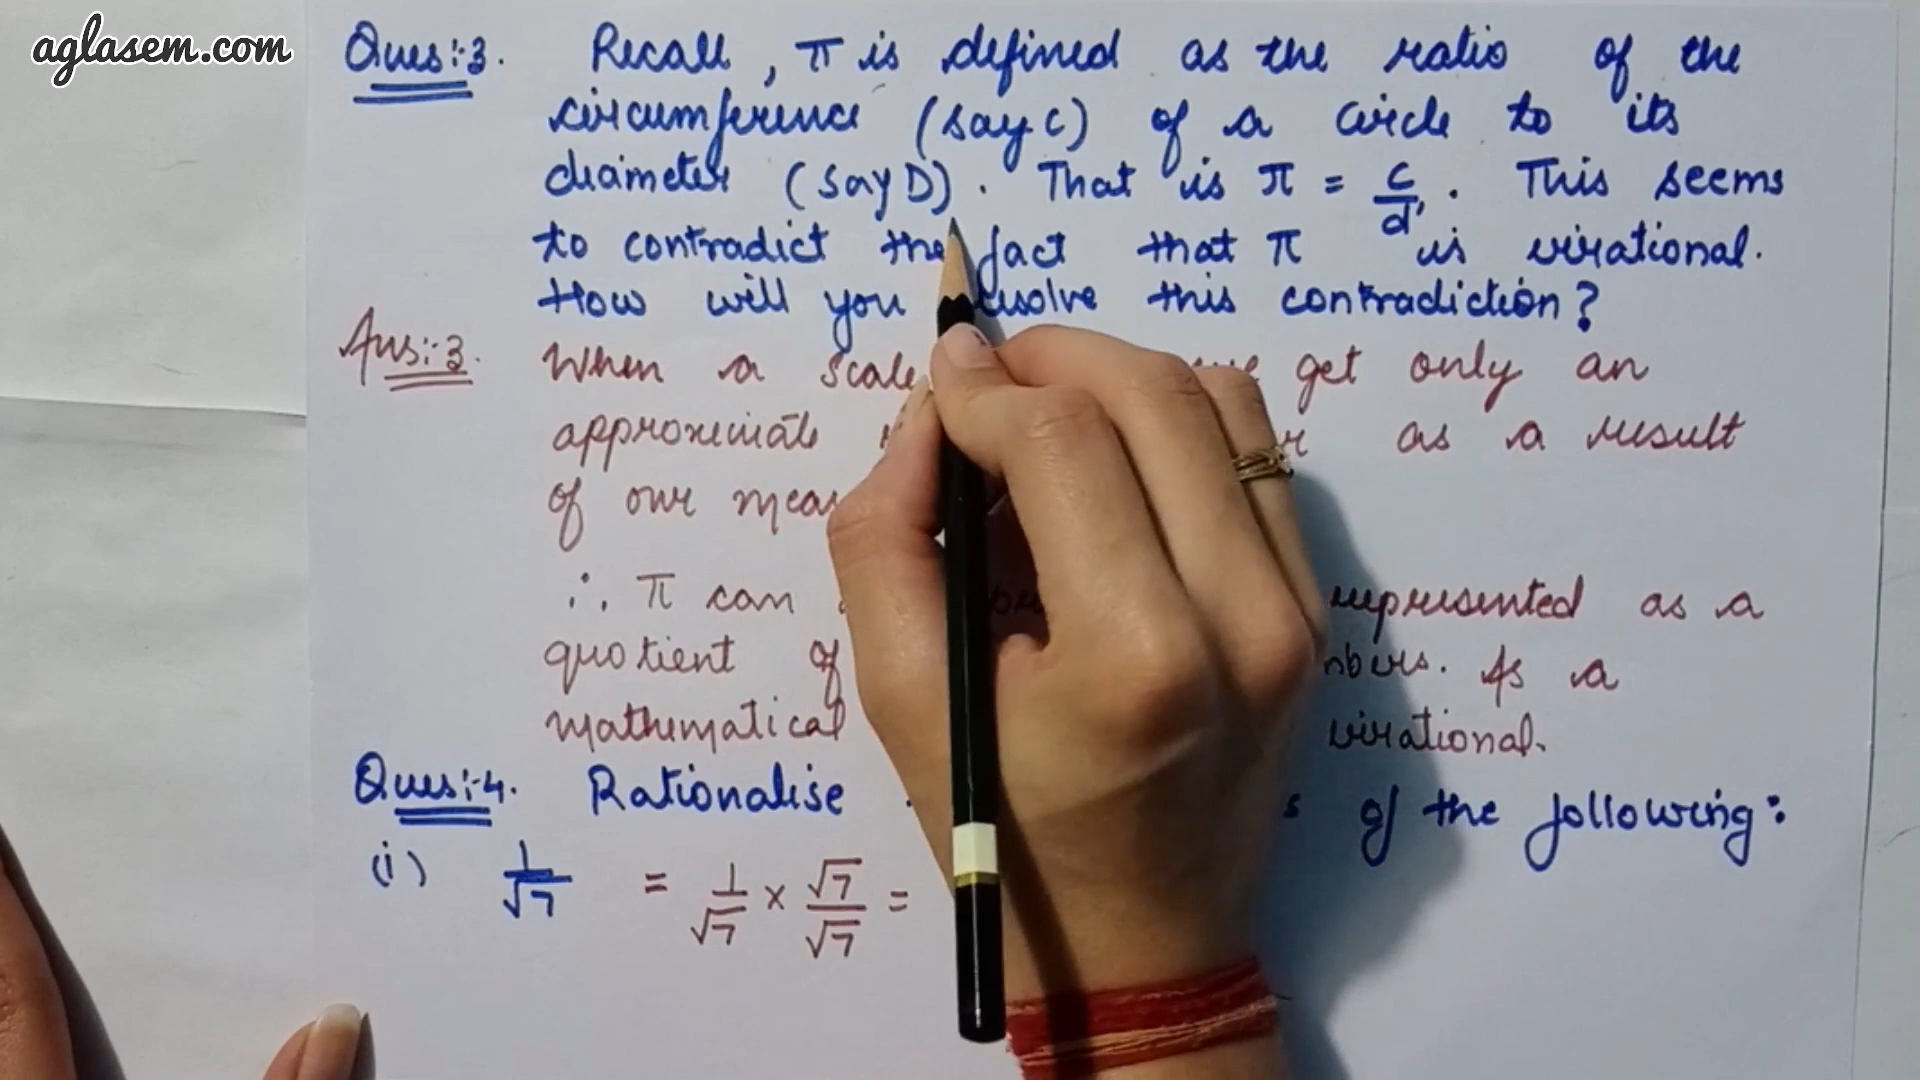 aglasem.com
Ques:-3. Recall, π is defined as the ratio of the
circumference (say c) of a circle to its
diameter (say D). That is π = c/d. This seems
to contradict the fact that π is irrational.
How will you resolve this contradiction?
Ans:-3. When a scale get only an
approximate as a result
of our
∴ π can represented as a
quotient of As a
mathematical irrational.
Ques:-4. Rationalise of the following:
(i) 1/√7 = 1/√7 × √7/√7 =